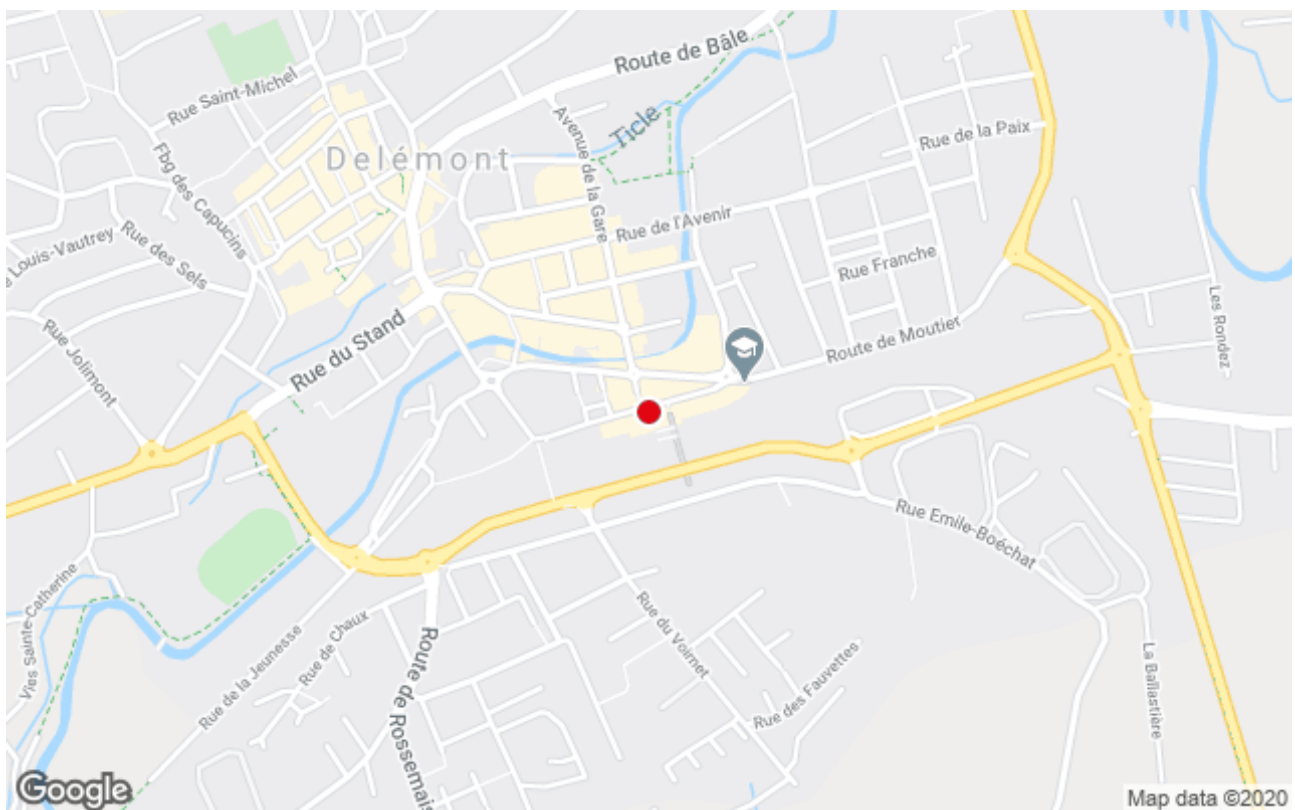 Route de Bâle
Rue Saint-Michel
Avenue de la Gare
Ticle
Rue de la Paix
Delémont
Fbg des Capucins
Rue de l'Avenir
Louis-Vautrey
Rue des Sels
Rue Franche
Les Rondez
Rue du Stand
Route de Moutier
Rue Jolimont
Rue Emile-Boéchat
Vies Sainte-Catherine
Rue de la Jeunesse
Rue de Chaux
Route de Rossemais
Rue du Voirnet
Rue des Fauvettes
La Ballastière
Google
Map data ©2020